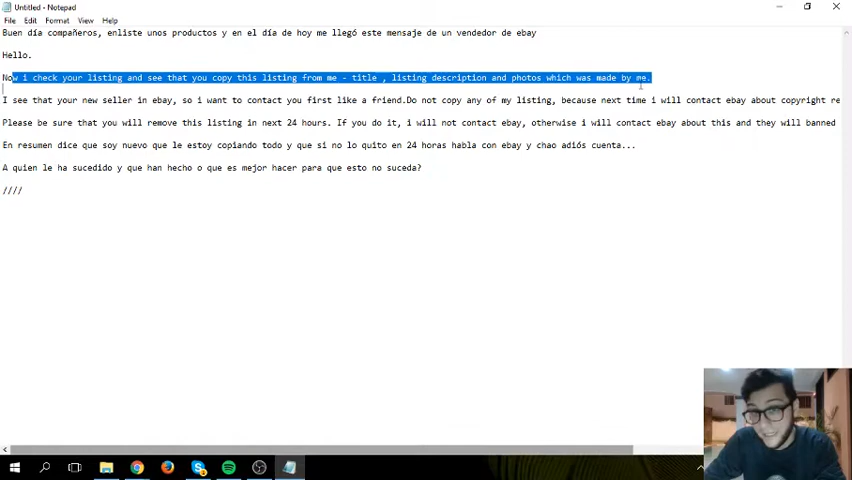 Untitled - Notepad
File Edit Format View Help
Buen día compañeros, enliste unos productos y en el día de hoy me llegó este mensaje de un vendedor de ebay
Hello.
Now i check your listing and see that you copy this listing from me - title , listing description and photos which was made by me.
I see that your new seller in ebay, so i want to contact you first like a friend.Do not copy any of my listing, because next time i will contact ebay about copyright re
Please be sure that you will remove this listing in next 24 hours. If you do it, i will not contact ebay, otherwise i will contact ebay about this and they will banned
En resumen dice que soy nuevo que le estoy copiando todo y que si no lo quito en 24 horas habla con ebay y chao adiós cuenta...
A quien le ha sucedido y que han hecho o que es mejor hacer para que esto no suceda?
////